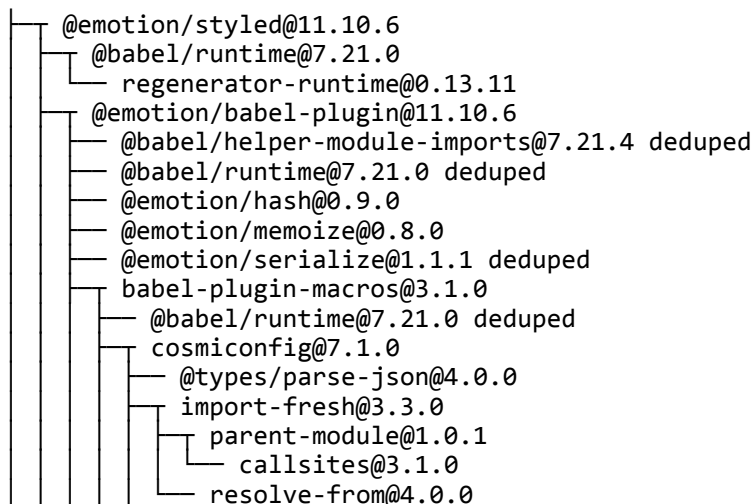 @emotion/styled@11.10.6
@babel/runtime@7.21.0
regenerator-runtime@0.13.11
@emotion/babel-plugin@11.10.6
@babel/helper-module-imports@7.21.4 deduped
@babel/runtime@7.21.0 deduped
@emotion/hash@0.9.0
@emotion/memoize@0.8.0
@emotion/serialize@1.1.1 deduped
babel-plugin-macros@3.1.0
@babel/runtime@7.21.0 deduped
cosmiconfig@7.1.0
@types/parse-json@4.0.0
import-fresh@3.3.0
parent-module@1.0.1
callsites@3.1.0
resolve-from@4.0.0